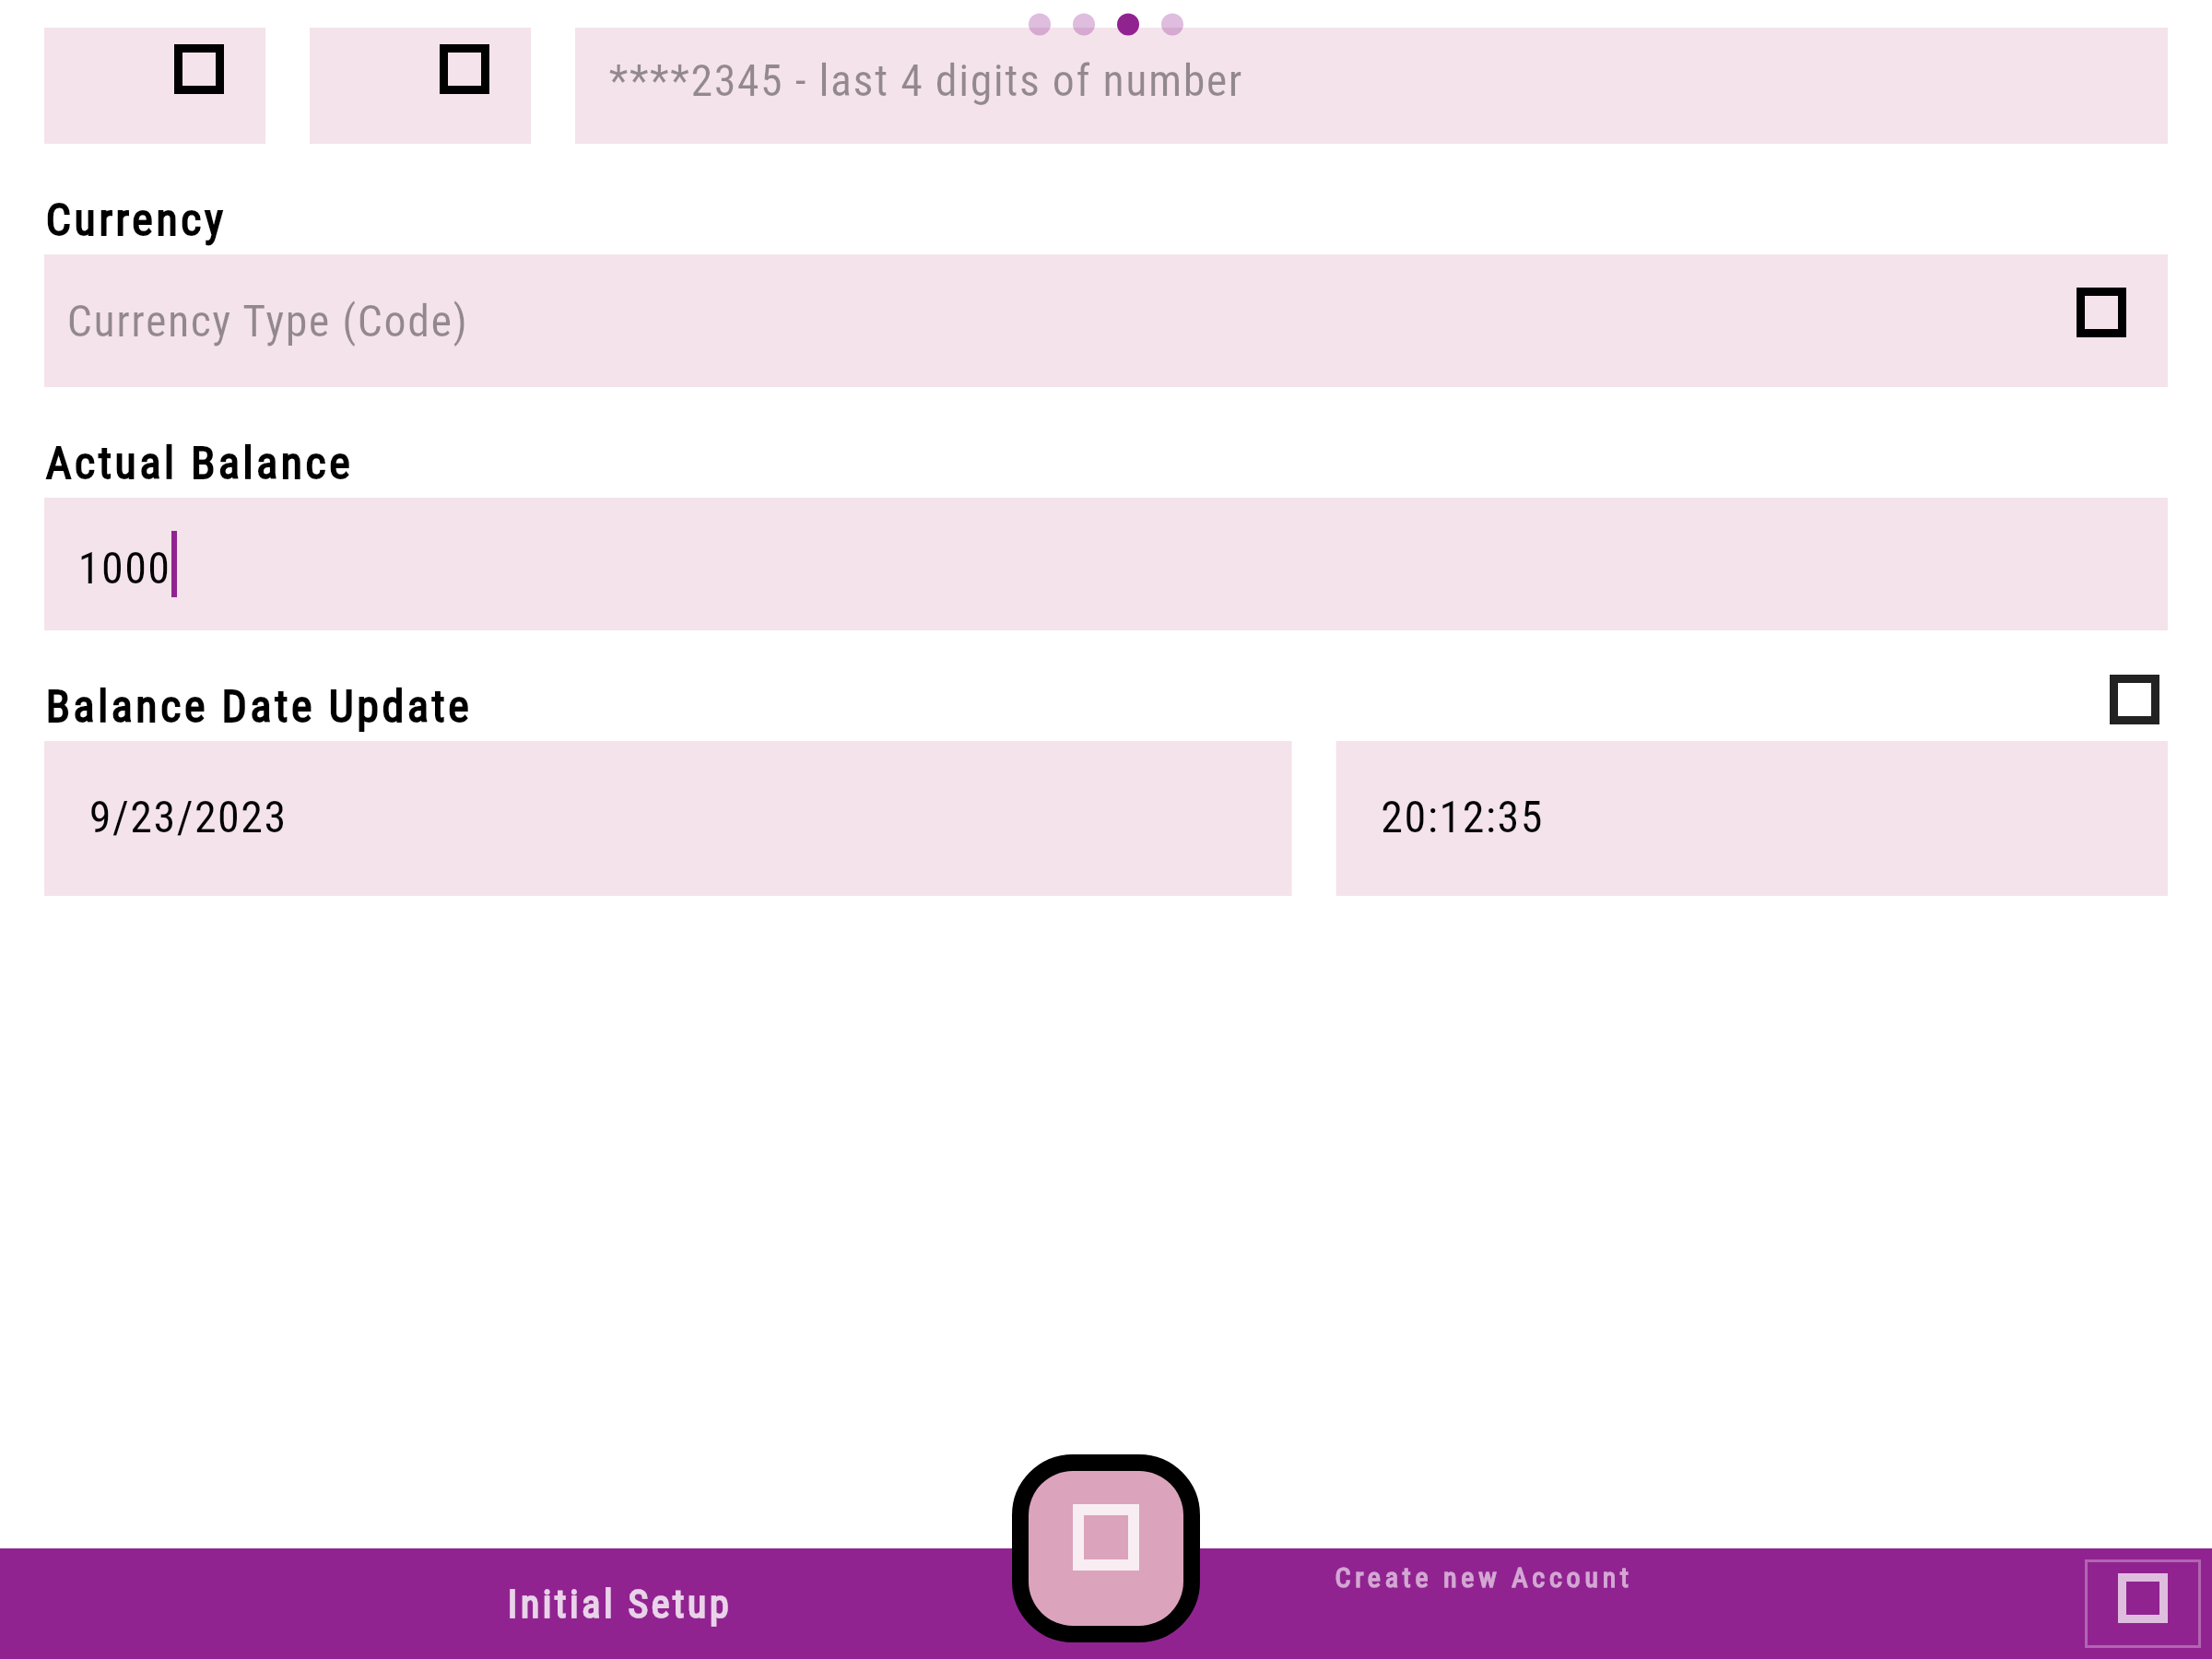 ****2345 - last 4 digits of number
Currency
Currency Type (Code)
Actual Balance
1000
Balance Date Update
9/23/2023
20:12:35
Initial Setup
Create new Account